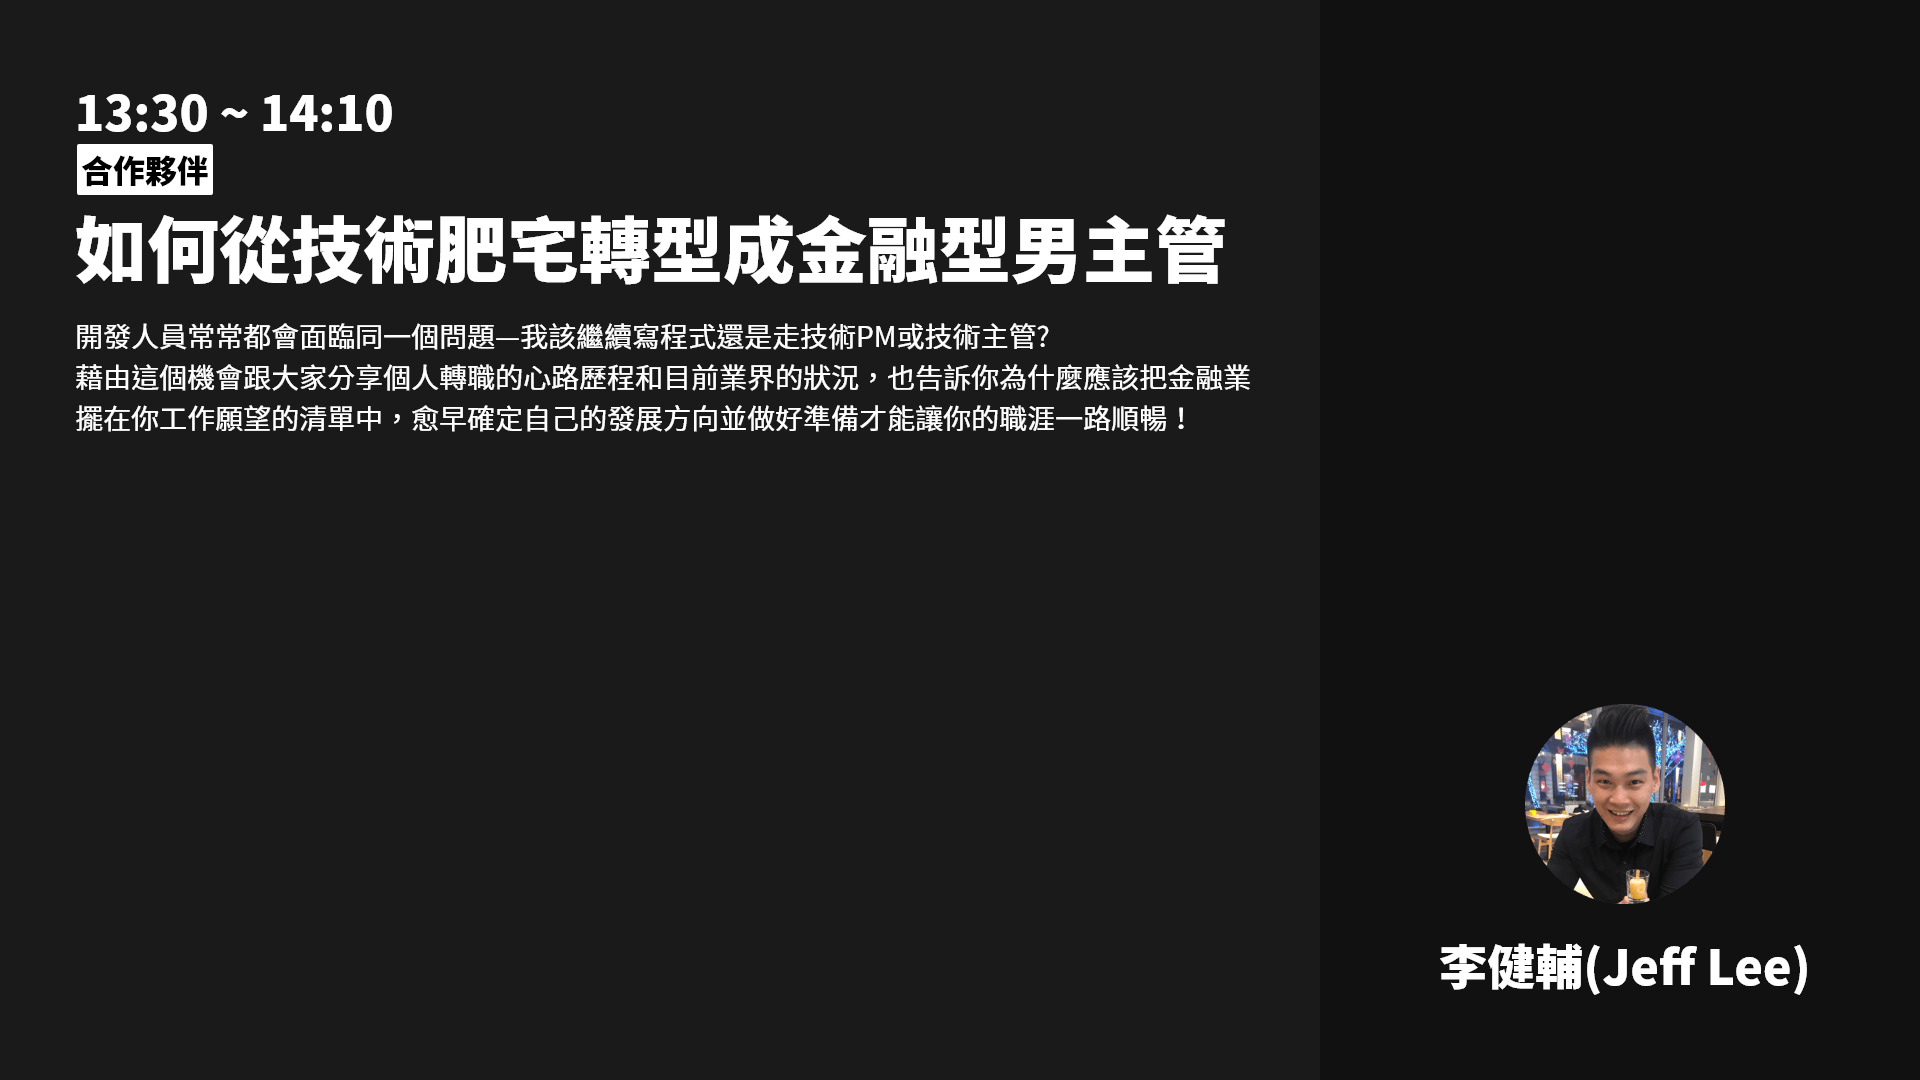 13:30 ~ 14:10
合作夥伴
如何從技術肥宅轉型成金融型男主管
開發人員常常都會面臨同一個問題—我該繼續寫程式還是走技術PM或技術主管?
藉由這個機會跟大家分享個人轉職的心路歷程和目前業界的狀況，也告訴你為什麼應該把金融業
擺在你工作願望的清單中，愈早確定自己的發展方向並做好準備才能讓你的職涯一路順暢！
李健輔(Jeff Lee)